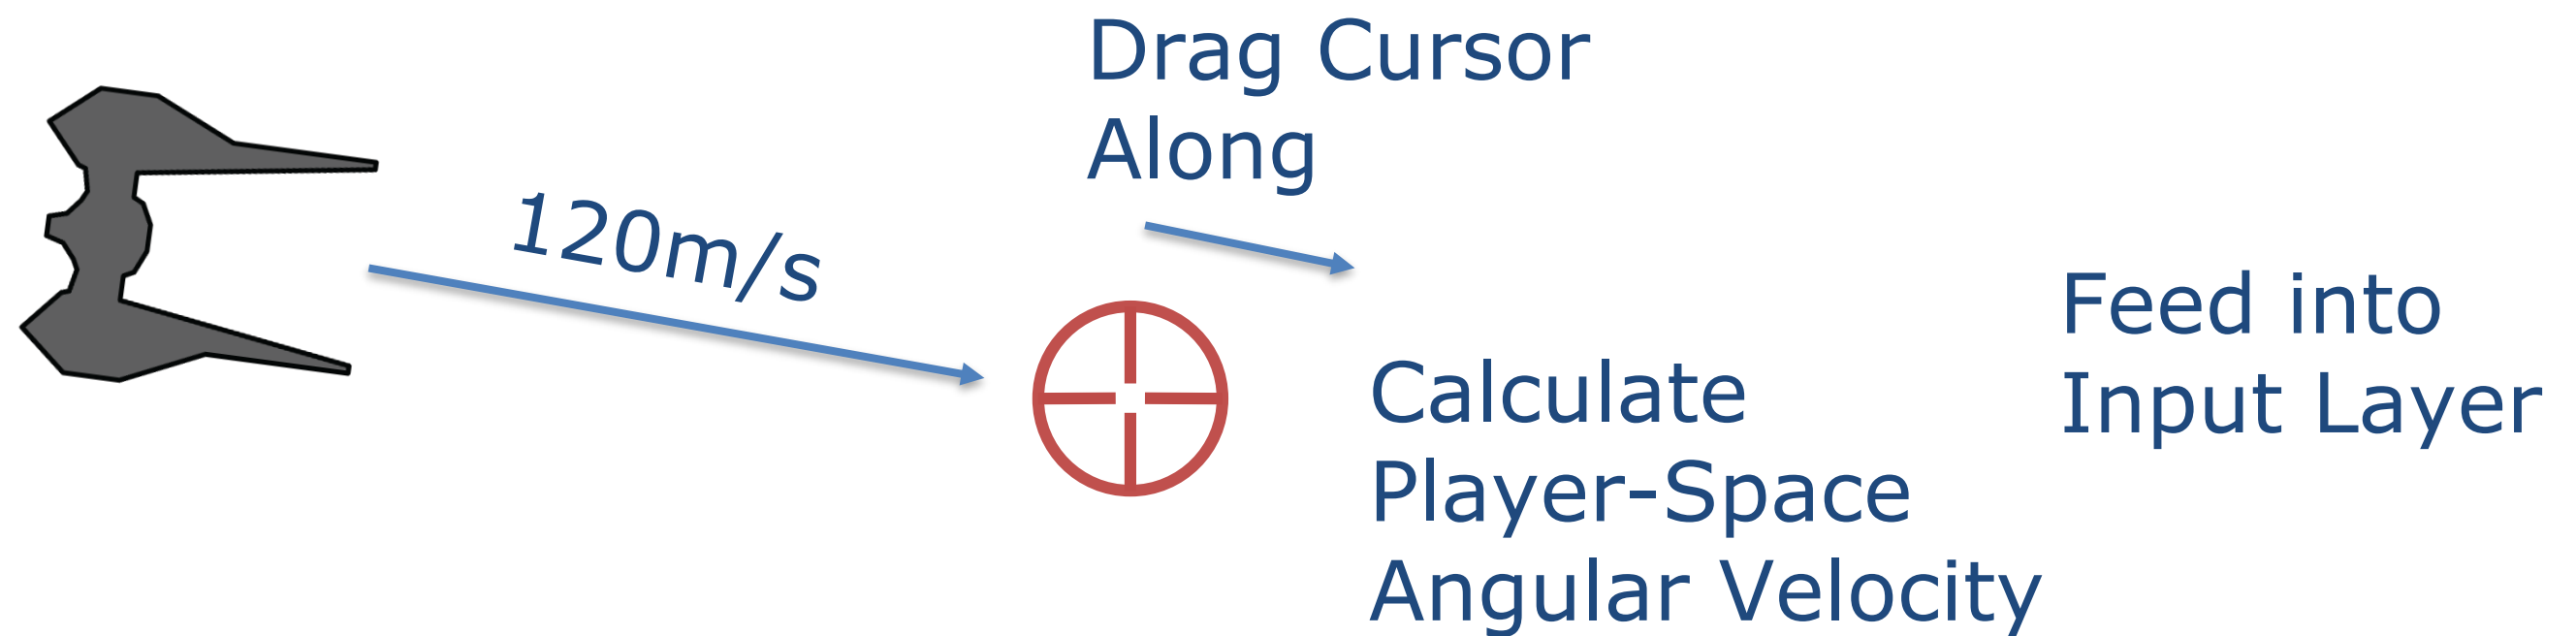 Drag Cursor
Along
120m/s
Calculate
Player-Space
Angular Velocity
Feed into
Input Layer